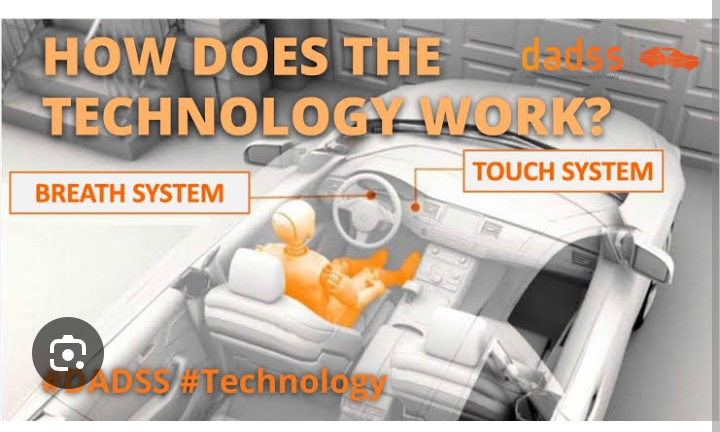 HOW DOES THE
TECHNOLOGY WORK?
dadss
BREATH SYSTEM
TOUCH SYSTEM
#DADSS #Technology